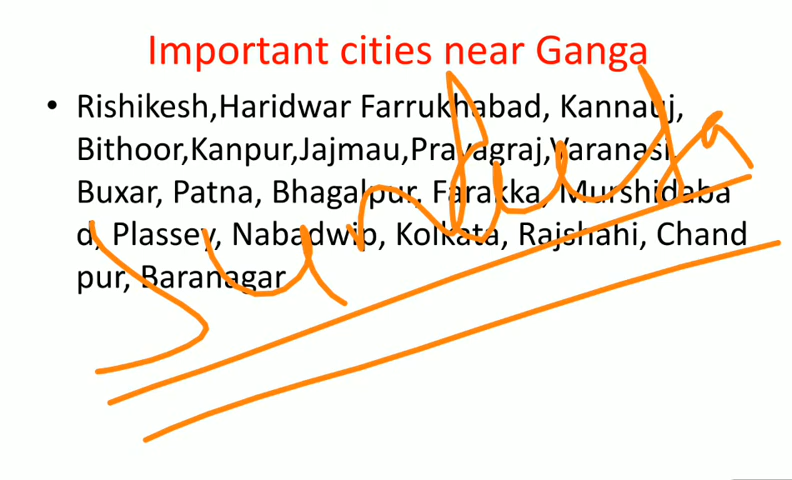 Important cities near Ganga
• Rishikesh,Haridwar Farrukhabad, Kannauj,
Bithoor,Kanpur,Jajmau,Prayagraj,Varanasi,
Buxar, Patna, Bhagalpur, Farakka, Murshidaba
d, Plassey, Nabadwip, Kolkata, Rajshahi, Chand
pur, Baranagar